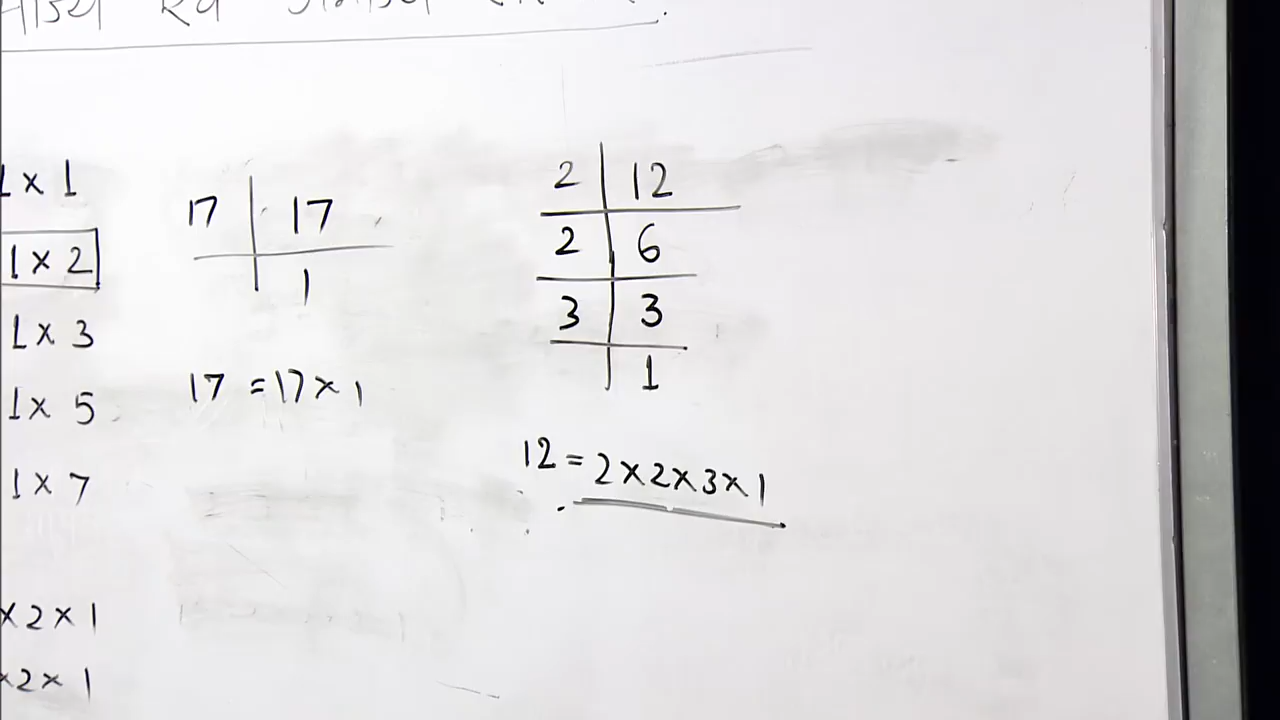 1 x 1
1 x 2
1 x 3
1 x 5
1 x 7
x 2 x 1
x 2 x 1
17 | 17
1
17 = 17 x 1
2 | 12
2 | 6
3 | 3
1
12 = 2 x 2 x 3 x 1